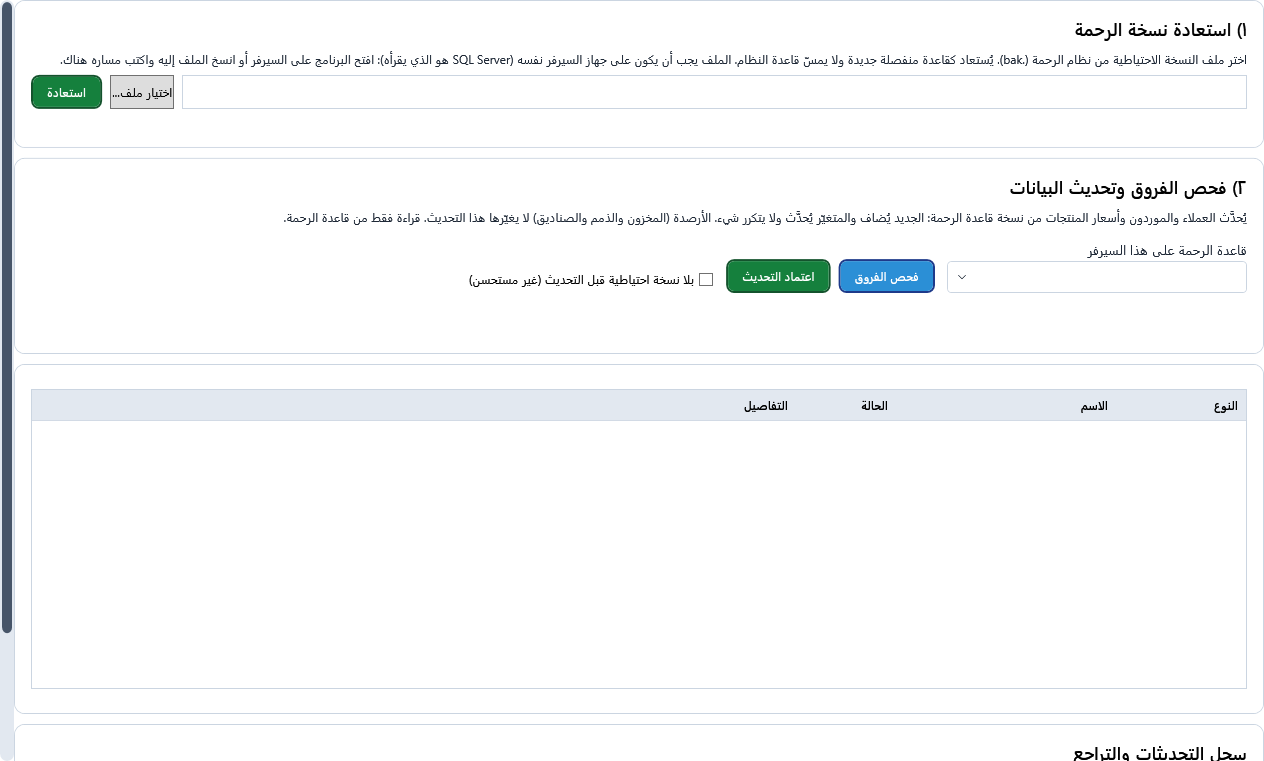 ١) استعادة نسخة الرحمة
اختر ملف النسخة الاحتياطية من نظام الرحمة (.bak). يُستعاد كقاعدة منفصلة جديدة ولا يمسّ قاعدة النظام. الملف يجب أن يكون على جهاز السيرفر نفسه (SQL Server هو الذي يقرأه): افتح البرنامج على السيرفر أو انسخ الملف إليه واكتب مساره هناك.
اختيار ملف... استعادة
٢) فحص الفروق وتحديث البيانات
يُحدَّث العملاء والموردون وأسعار المنتجات من نسخة قاعدة الرحمة: الجديد يُضاف والمتغيّر يُحدَّث ولا يتكرر شيء. الأرصدة (المخزون والذمم والصناديق) لا يغيّرها هذا التحديث. قراءة فقط من قاعدة الرحمة.
قاعدة الرحمة على هذا السيرفر
فحص الفروق اعتماد التحديث بلا نسخة احتياطية قبل التحديث (غير مستحسن)
النوع الاسم الحالة التفاصيل
سجل التحديثات والتراجع